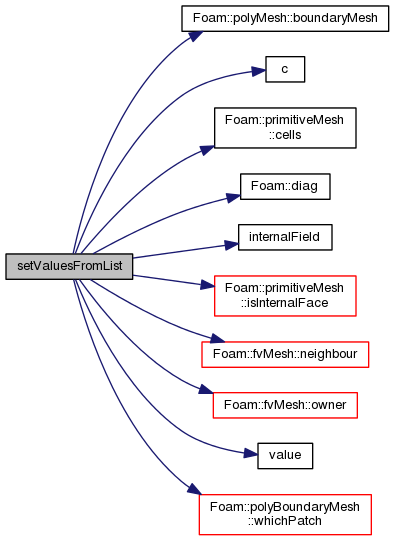 Foam::polyMesh::boundaryMesh
c
Foam::primitiveMesh
::cells
Foam::diag
internalField
setValuesFromList
Foam::primitiveMesh
::isInternalFace
Foam::fvMesh::neighbour
Foam::fvMesh::owner
value
Foam::polyBoundaryMesh
::whichPatch